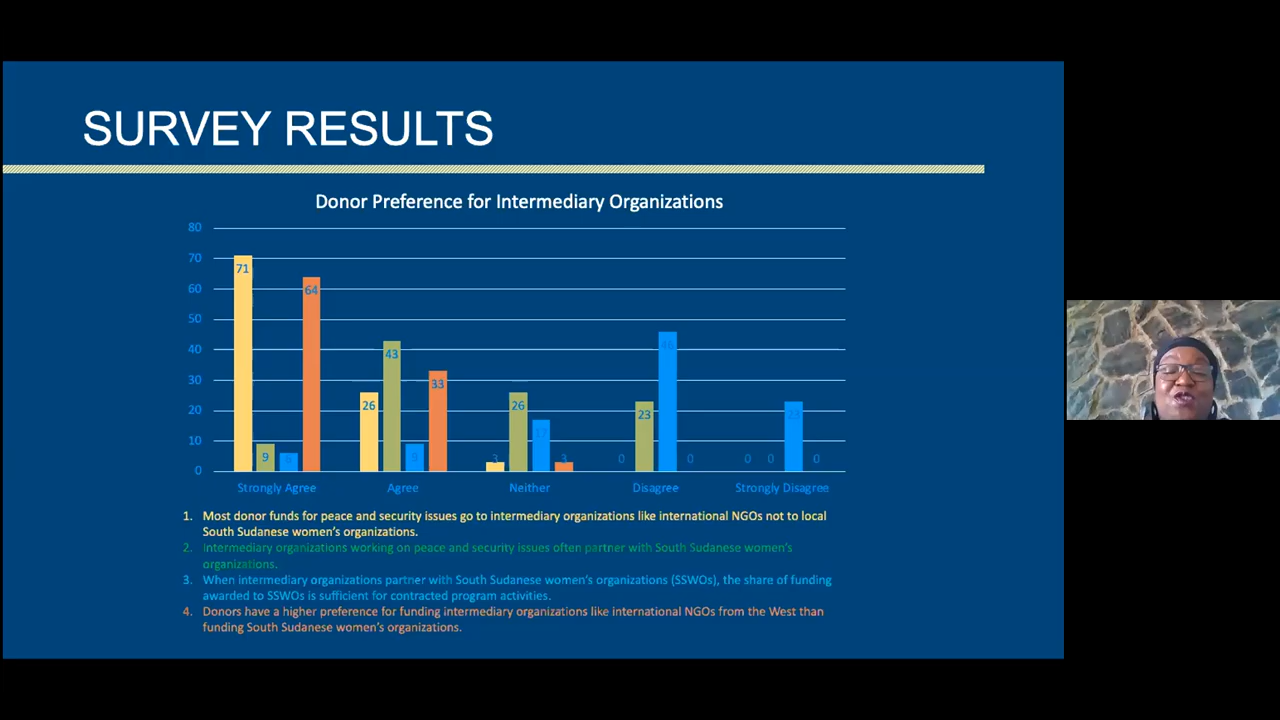 SURVEY RESULTS
Donor Preference for Intermediary Organizations
80
70
60
50
40
30
20
10
0
71
9
6
64
26
43
9
33
3
26
17
3
0
23
46
0
0
0
23
0
Strongly Agree
Agree
Neither
Disagree
Strongly Disagree
1. Most donor funds for peace and security issues go to intermediary organizations like international NGOs not to local
South Sudanese women's organizations.
2. Intermediary organizations working on peace and security issues often partner with South Sudanese women's
organizations.
3. When intermediary organizations partner with South Sudanese women's organizations (SSWOs), the share of funding
awarded to SSWOs is sufficient for contracted program activities.
4. Donors have a higher preference for funding intermediary organizations like international NGOs from the West than
funding South Sudanese women's organizations.